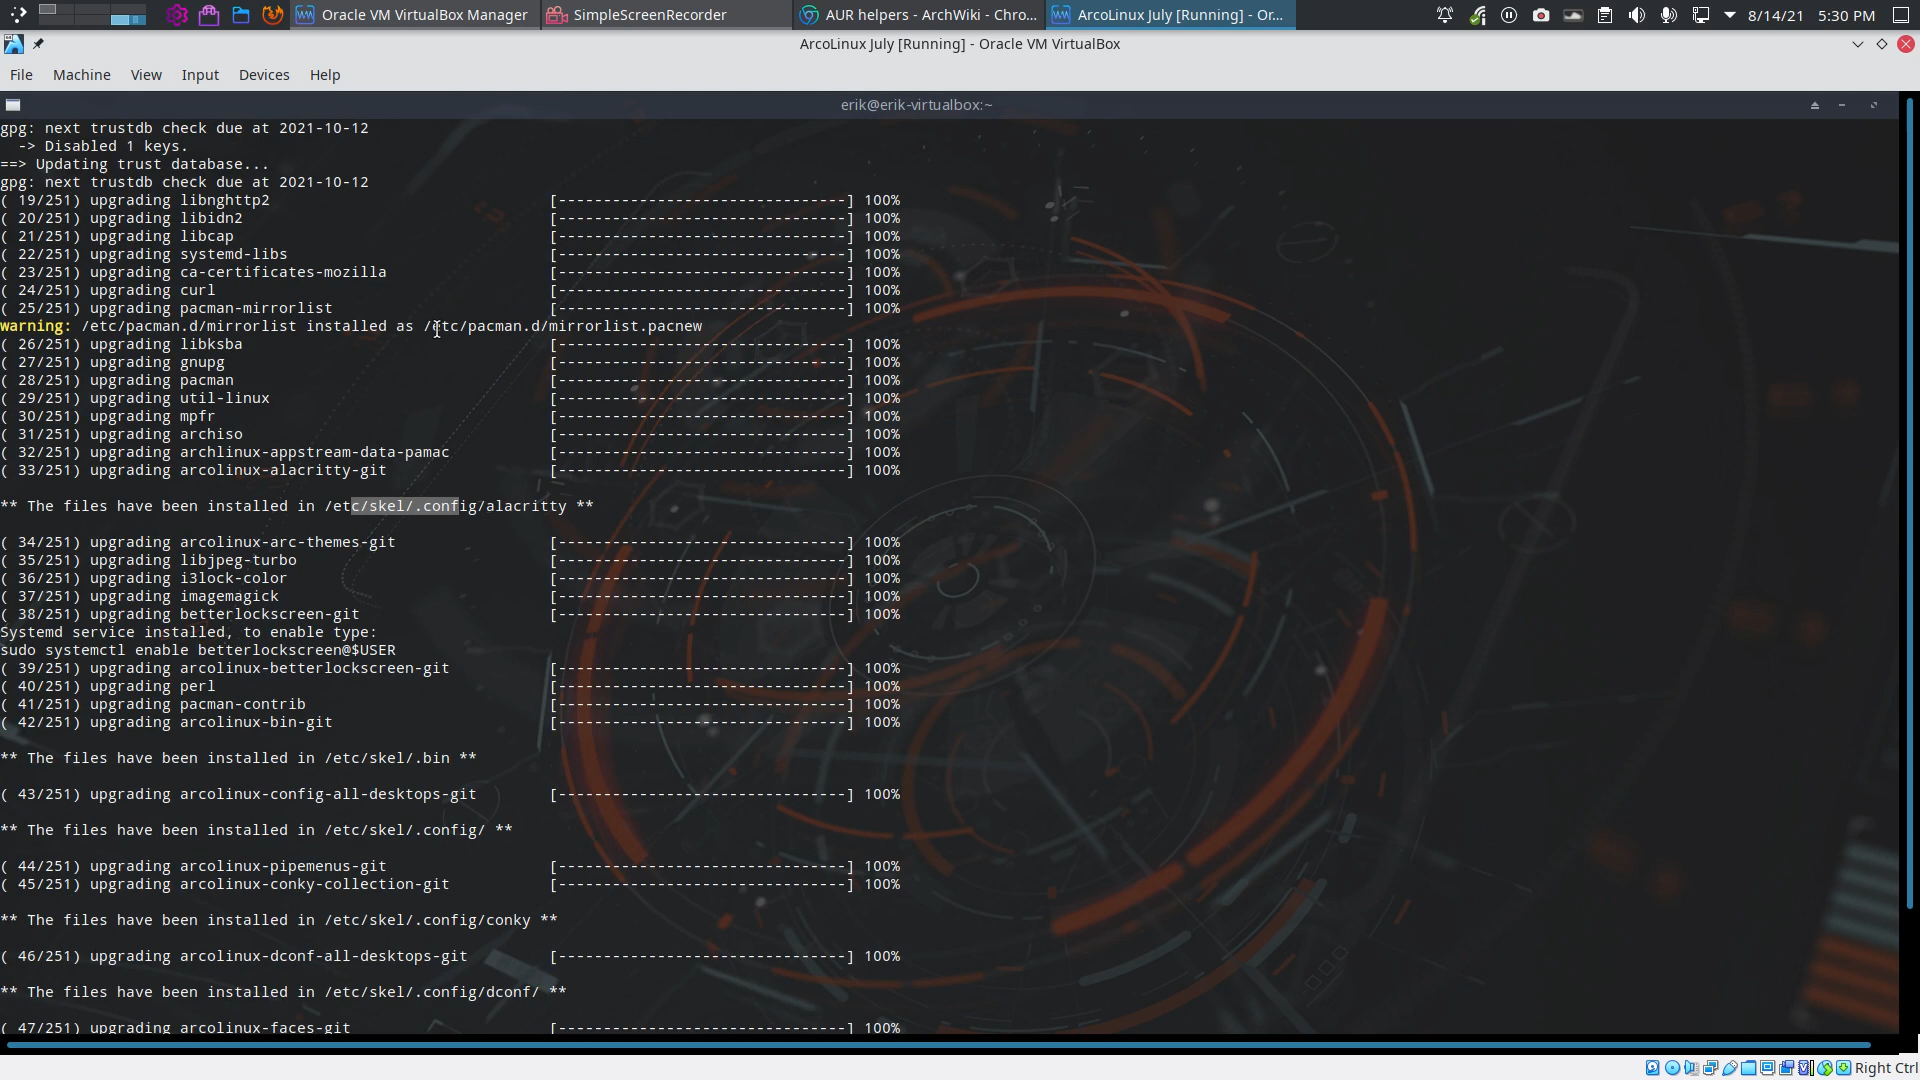 Oracle VM VirtualBox Manager
SimpleScreenRecorder
AUR helpers - ArchWiki - Chro...
ArcoLinux July [Running] - Or...
8/14/21 5:30 PM
ArcoLinux July [Running] - Oracle VM VirtualBox
File Machine View Input Devices Help
erik@erik-virtualbox:~
gpg: next trustdb check due at 2021-10-12
-> Disabled 1 keys.
==> Updating trust database...
gpg: next trustdb check due at 2021-10-12
( 19/251) upgrading libnghttp2 [--------------------------------] 100%
( 20/251) upgrading libidn2 [--------------------------------] 100%
( 21/251) upgrading libcap [--------------------------------] 100%
( 22/251) upgrading systemd-libs [--------------------------------] 100%
( 23/251) upgrading ca-certificates-mozilla [--------------------------------] 100%
( 24/251) upgrading curl [--------------------------------] 100%
( 25/251) upgrading pacman-mirrorlist [--------------------------------] 100%
warning: /etc/pacman.d/mirrorlist installed as /etc/pacman.d/mirrorlist.pacnew
( 26/251) upgrading libksba [--------------------------------] 100%
( 27/251) upgrading gnupg [--------------------------------] 100%
( 28/251) upgrading pacman [--------------------------------] 100%
( 29/251) upgrading util-linux [--------------------------------] 100%
( 30/251) upgrading mpfr [--------------------------------] 100%
( 31/251) upgrading archiso [--------------------------------] 100%
( 32/251) upgrading archlinux-appstream-data-pamac [--------------------------------] 100%
( 33/251) upgrading arcolinux-alacritty-git [--------------------------------] 100%
** The files have been installed in /etc/skel/.config/alacritty **
( 34/251) upgrading arcolinux-arc-themes-git [--------------------------------] 100%
( 35/251) upgrading libjpeg-turbo [--------------------------------] 100%
( 36/251) upgrading i3lock-color [--------------------------------] 100%
( 37/251) upgrading imagemagick [--------------------------------] 100%
( 38/251) upgrading betterlockscreen-git [--------------------------------] 100%
Systemd service installed, to enable type:
sudo systemctl enable betterlockscreen@$USER
( 39/251) upgrading arcolinux-betterlockscreen-git [--------------------------------] 100%
( 40/251) upgrading perl [--------------------------------] 100%
( 41/251) upgrading pacman-contrib [--------------------------------] 100%
( 42/251) upgrading arcolinux-bin-git [--------------------------------] 100%
** The files have been installed in /etc/skel/.bin **
( 43/251) upgrading arcolinux-config-all-desktops-git [--------------------------------] 100%
** The files have been installed in /etc/skel/.config/ **
( 44/251) upgrading arcolinux-pipemenus-git [--------------------------------] 100%
( 45/251) upgrading arcolinux-conky-collection-git [--------------------------------] 100%
** The files have been installed in /etc/skel/.config/conky **
( 46/251) upgrading arcolinux-dconf-all-desktops-git [--------------------------------] 100%
** The files have been installed in /etc/skel/.config/dconf/ **
( 47/251) upgrading arcolinux-faces-git [--------------------------------] 100%
Right Ctrl